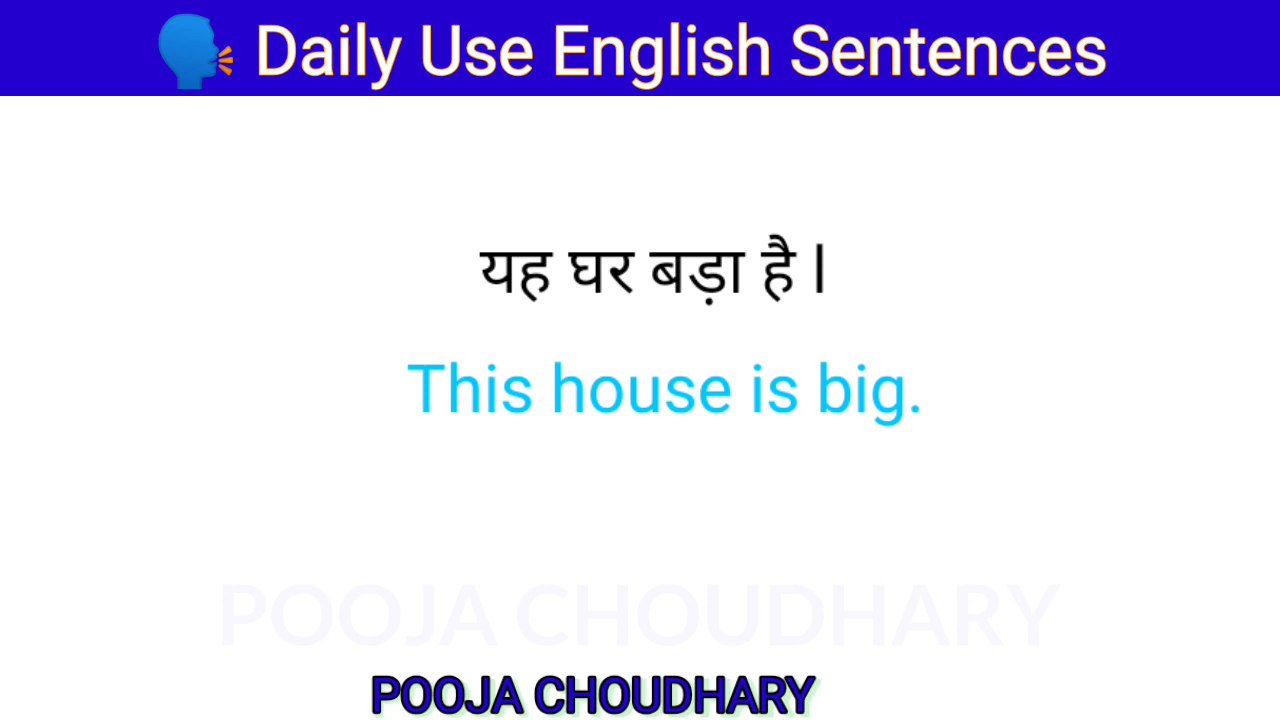 🗣️ Daily Use English Sentences
यह घर बड़ा है l
This house is big.
POOJA CHOUDHARY
POOJA CHOUDHARY